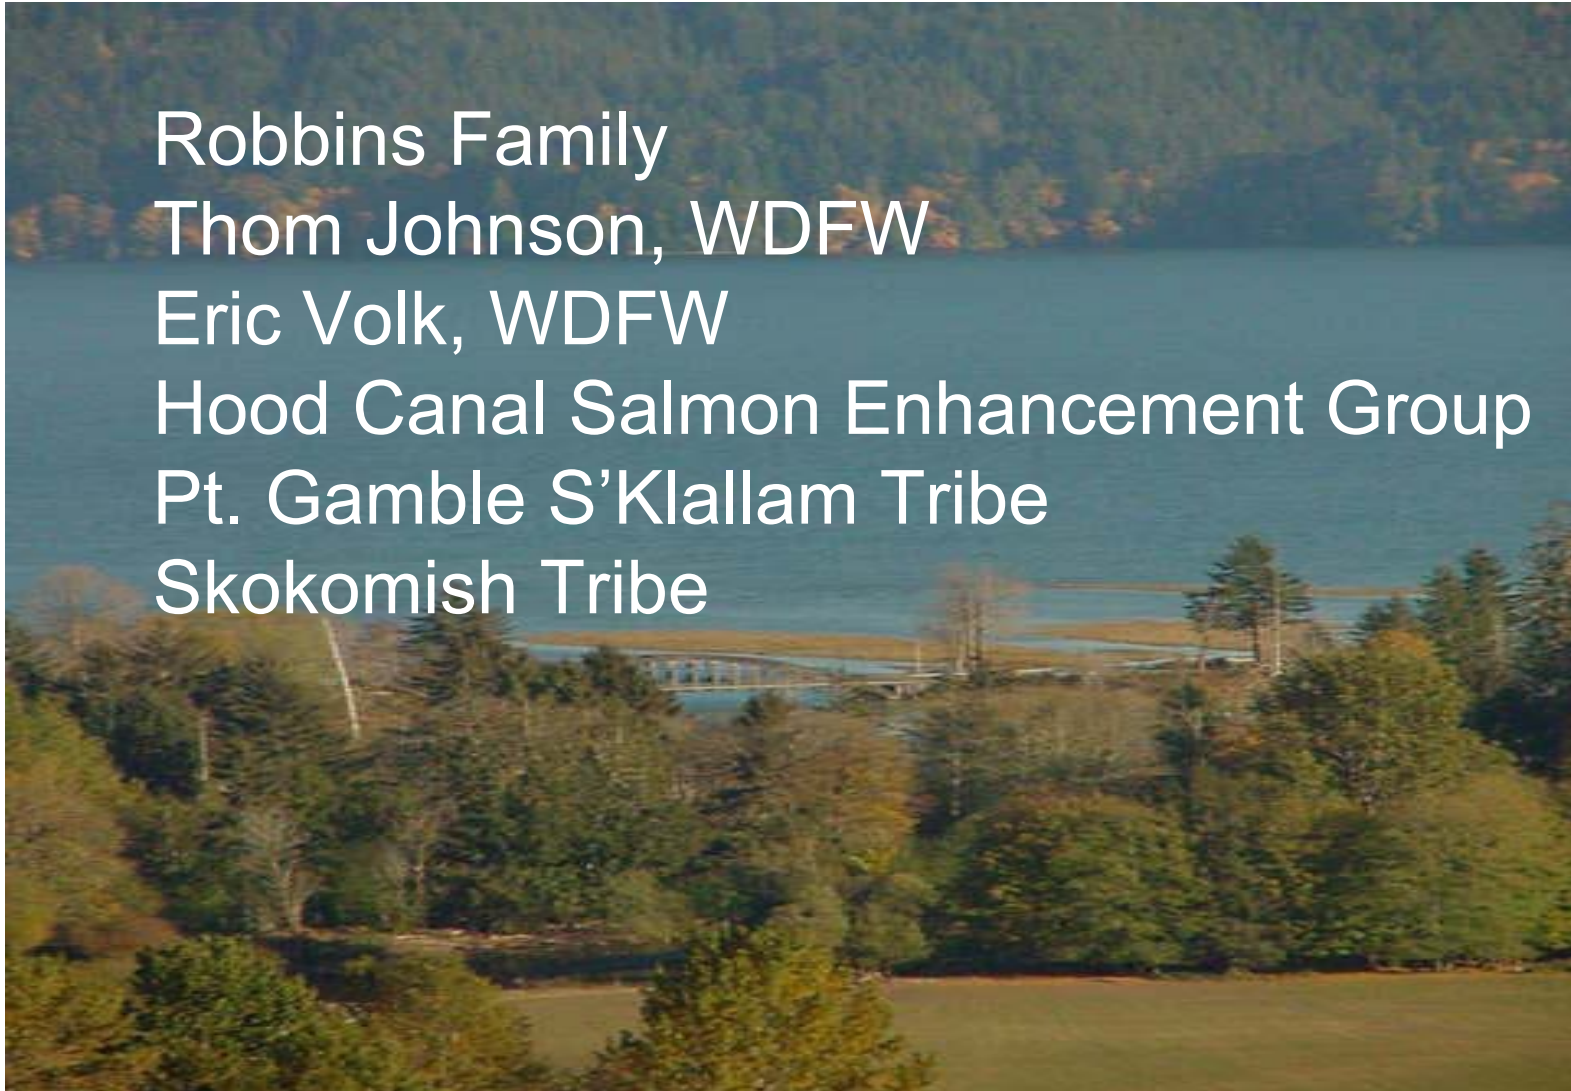 Robbins Family
Thom Johnson, WDFW
Eric Volk, WDFW
Hood Canal Salmon Enhancement Group
Pt. Gamble S’Klallam Tribe
Skokomish Tribe